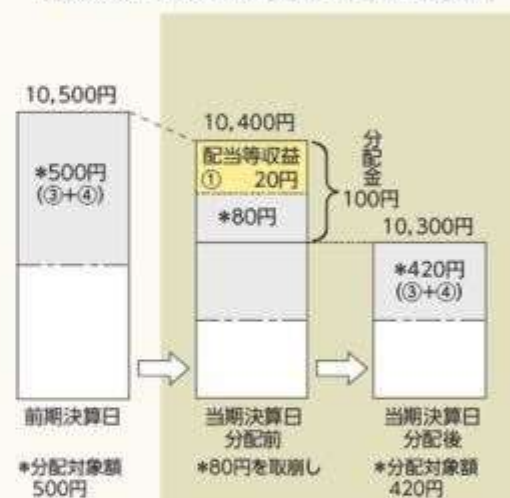 10,500円
*500円
(③+④)
10,400円
配当等収益
① 20円
*80円
分配金
100円
10,300円
*420円
(③+④)
前期決算日
当期決算日
分配前
当期決算日
分配後
*分配対象額
500円
*80円を取崩し
*分配対象額
420円